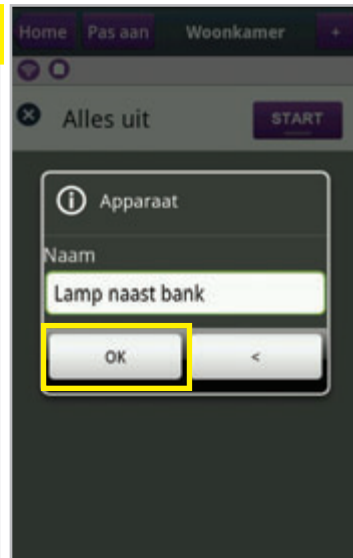 Home Pas aan Woonkamer +
Alles uit START
Apparaat
Naam
Lamp naast bank
OK <